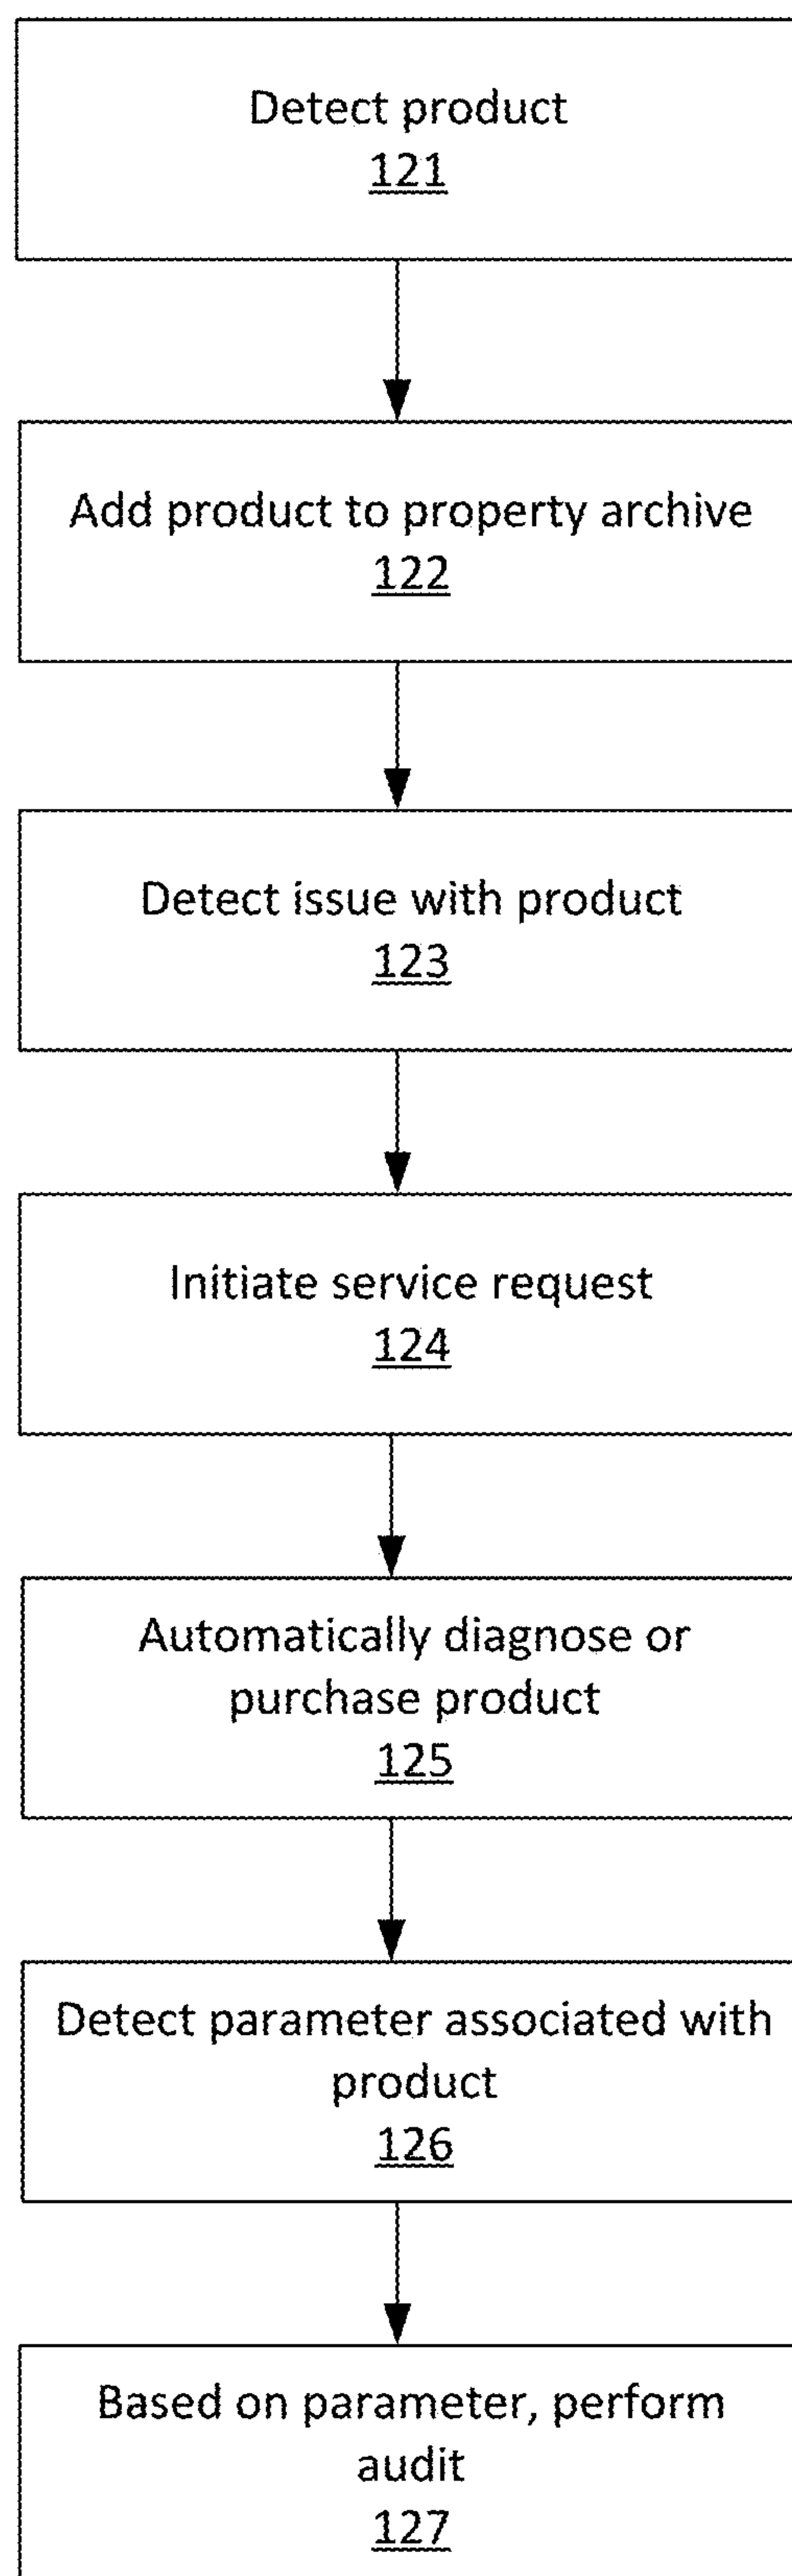 Detect product
121
Add product to property archive
122
Detect issue with product
123
Initiate service request
124
Automatically diagnose or
purchase product
125
Detect parameter associated with
product
126
Based on parameter, perform
audit
127